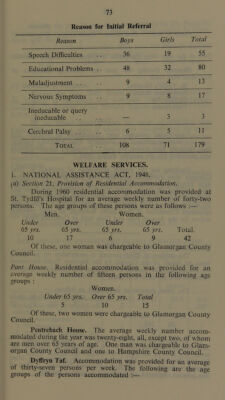 73
Reason for Initial Referral
Reason Boys Girls Total
Speech Difficulties .. 36 19 55
Educational Problems .. 48 32 80
Maladjustment .. .. 9 4 13
Nervous Symptoms .. 9 8 17
Ineducable or query
ineducable .. — 3 3
Cerebral Palsy .. .. 6 5 11
TOTAL 108 71 179
WELFARE SERVICES.
1. NATIONAL ASSISTANCE ACT, 1948.
(a) Section 21, Provision of Residential Accommodation.
During 1960 residential accommodation was provided at
St. Tydfil's Hospital for an average weekly number of forty-two
persons. The age groups of these persons were as follows :—
Men. Women.
Under Over Under Over
65 yrs. 65 yrs. 65 yrs. 65 yrs. Total.
10 17 6 9 42
Of these, one woman was chargeable to Glamorgan County
Council.
Pant House. Residential accommodation was provided for an
average weekly number of fifteen persons in the following age
groups :
Women.
Under 65 yrs. Over 65 yrs. Total
5 10 15
Of these, two women were chargeable to Glamorgan County
Council.
Pentrebach House. The average weekly number accom-
modated during the year was twenty-eight, all, except two, of whom
are men over 65 years of age. One man was chargeable to Glam-
organ County Council and one to Hampshire County Council.
Dyffryn Taf. Accommodation was provided for an average
of thirty-seven persons per week. The following are the age
groups of the persons accommodated :—